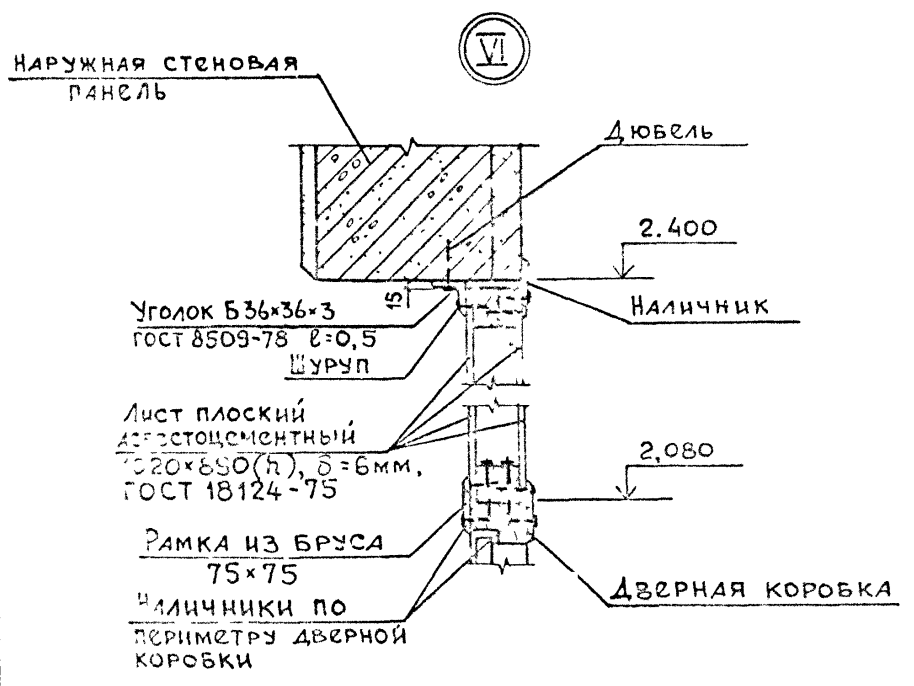 VI
НАРУЖНАЯ СТЕНОВАЯ
ПАНЕЛЬ
ДЮБЕЛЬ
2.400
15
НАЛИЧНИК
УГОЛОК Б36×36×3
ГОСТ 8509-78 ℓ=0,5
ШУРУП
ЛИСТ ПЛОСКИЙ
АСБЕСТОЦЕМЕНТНЫЙ
(h), δ=6мм,
ГОСТ 18124-75
2,080
РАМКА ИЗ БРУСА
75×75
НАЛИЧНИКИ ПО
ПЕРИМЕТРУ ДВЕРНОЙ
КОРОБКИ
ДВЕРНАЯ КОРОБКА